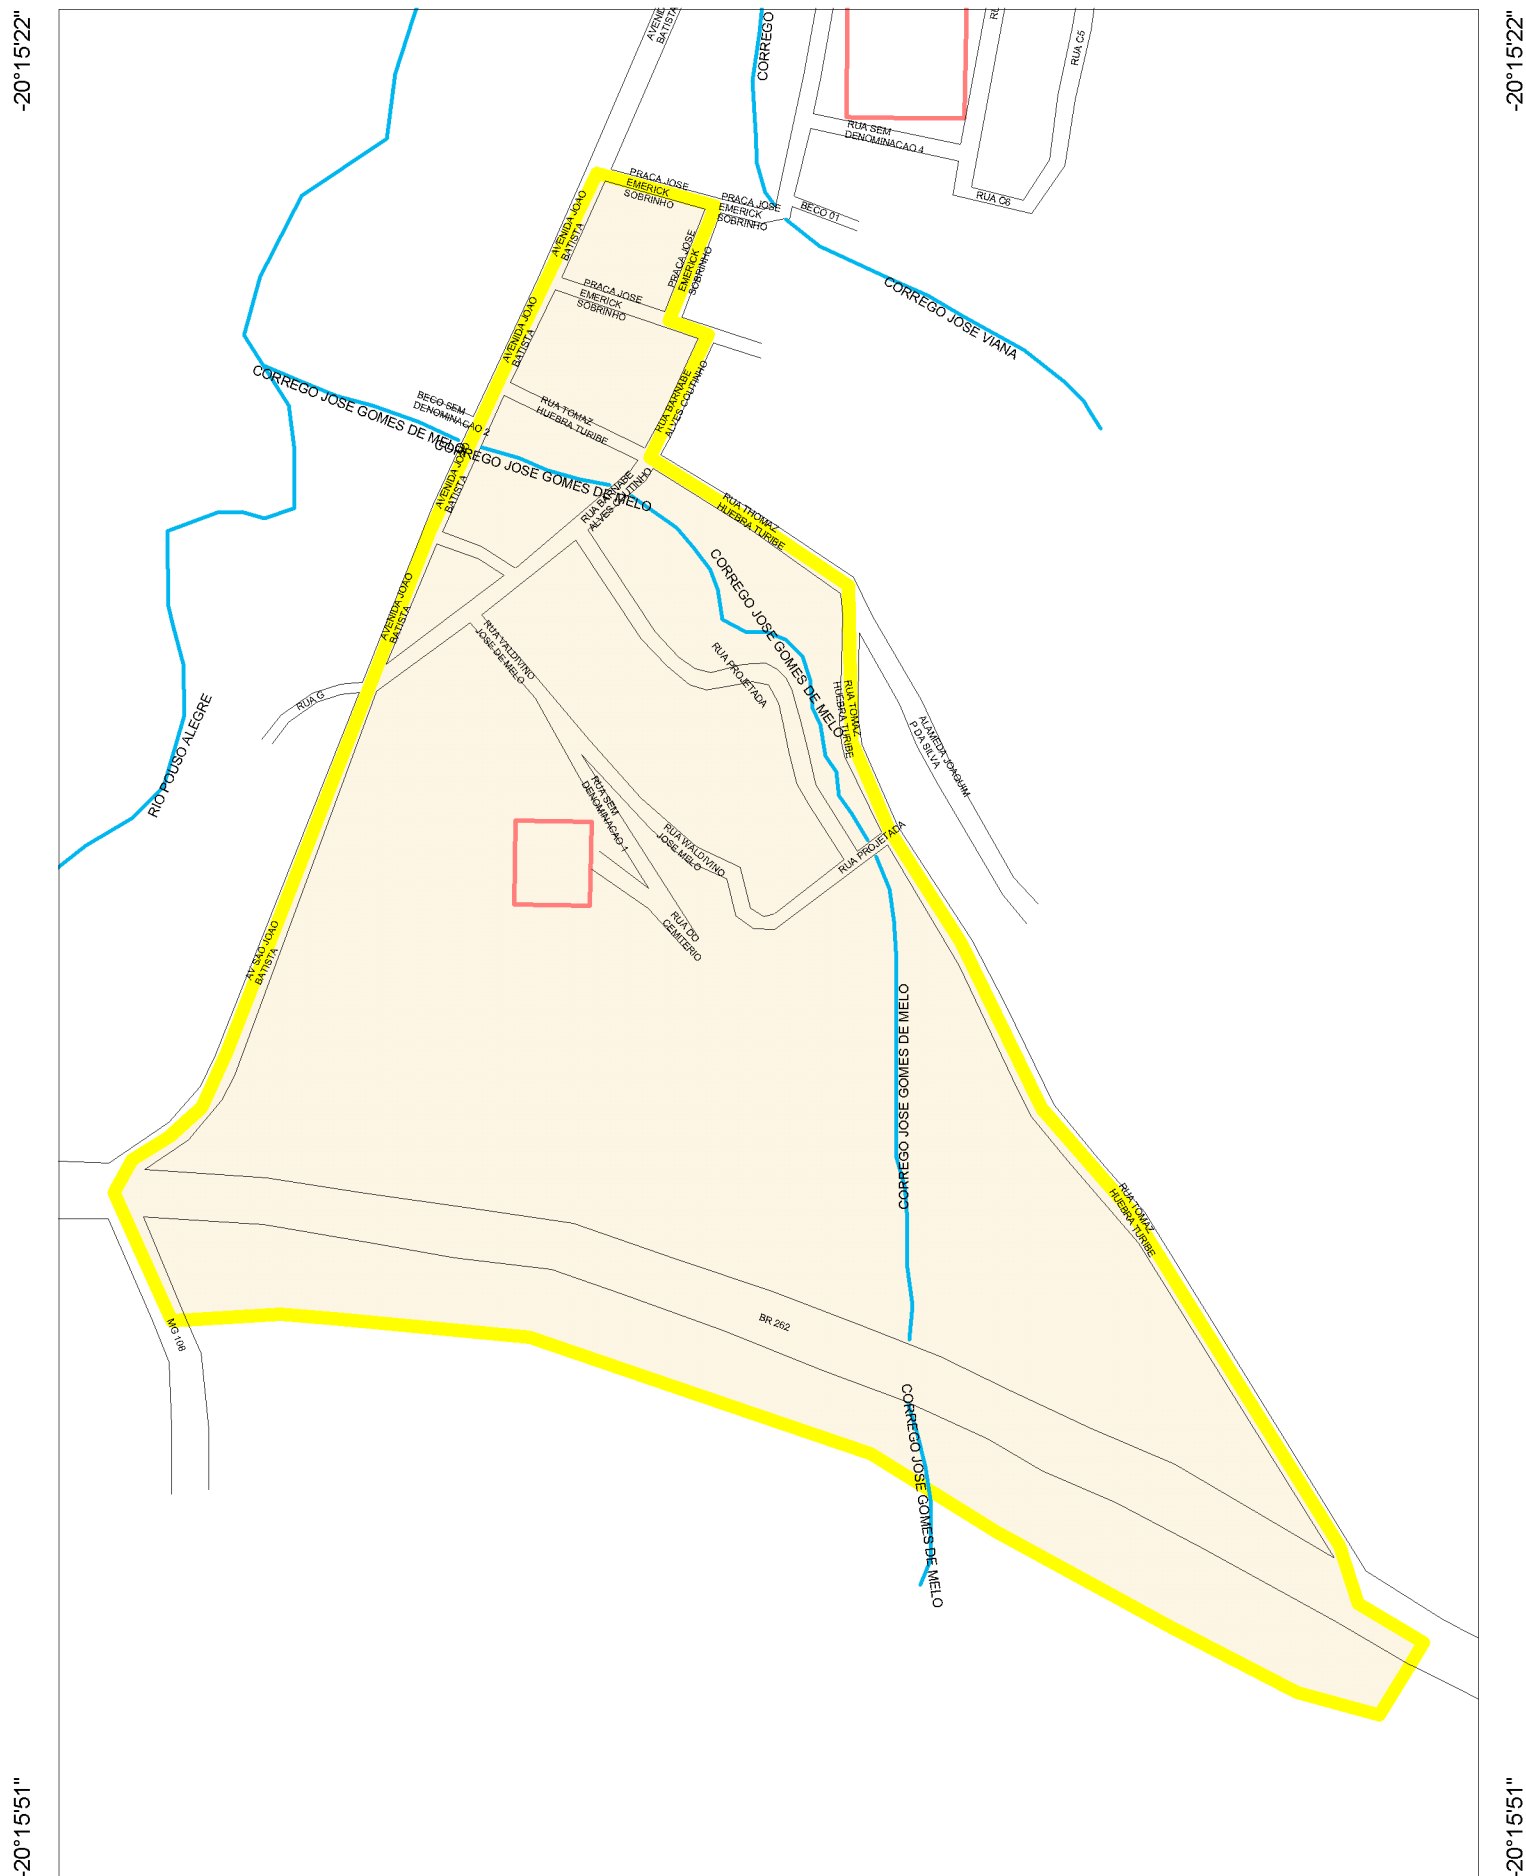 -20°15'22"
-20°15'22"
AVENI
BATISTA
CORREGO
RU
RUA C5
RUA SEM
DENOMINACAO 4
PRACA JOSE
EMERICK
SOBRINHO
PRACA JOSE
EMERICK
SOBRINHO
BECO 01
RUA C6
AVENIDA JOAO
BATISTA
PRACA JOSE
EMERICK
SOBRINHO
CORREGO JOSE VIANA
PRACA JOSE
EMERICK
SOBRINHO
AVENIDA JOAO
BATISTA
CORREGO JOSE GOMES DE MELO
BECO SEM
DENOMINACAO 2
RUA TOMAZ
HUEBRA TURIBE
RUA BARNABE
ALVES COUTINHO
CORREGO JOSE GOMES DE MELO
AVENIDA JOAO
BATISTA
RUA BARNABE
ALVES COUTINHO
RUA THOMAZ
HUEBRA TURIBE
CORREGO JOSE GOMES DE MELO
AVENIDA JOAO
BATISTA
RUA VALDIVINO
JOSE DE MELO
RUA PROJETADA
RUA G
RUA TOMAZ
HUEBRA TURIBE
ALAMEDA JOAQUIM
P DA SILVA
RIO POUSO ALEGRE
RUA SEM
DENOMINACAO 1
RUA WALDIVINO
JOSE MELO
RUA PROJETADA
RUA DO
CEMITERIO
AV SAO JOAO
BATISTA
CORREGO JOSE GOMES DE MELO
RUA TOMAZ
HUEBRA TURIBE
MG 108
BR 262
CORREGO JOSE GOMES DE MELO
-20°15'51"
-20°15'51"